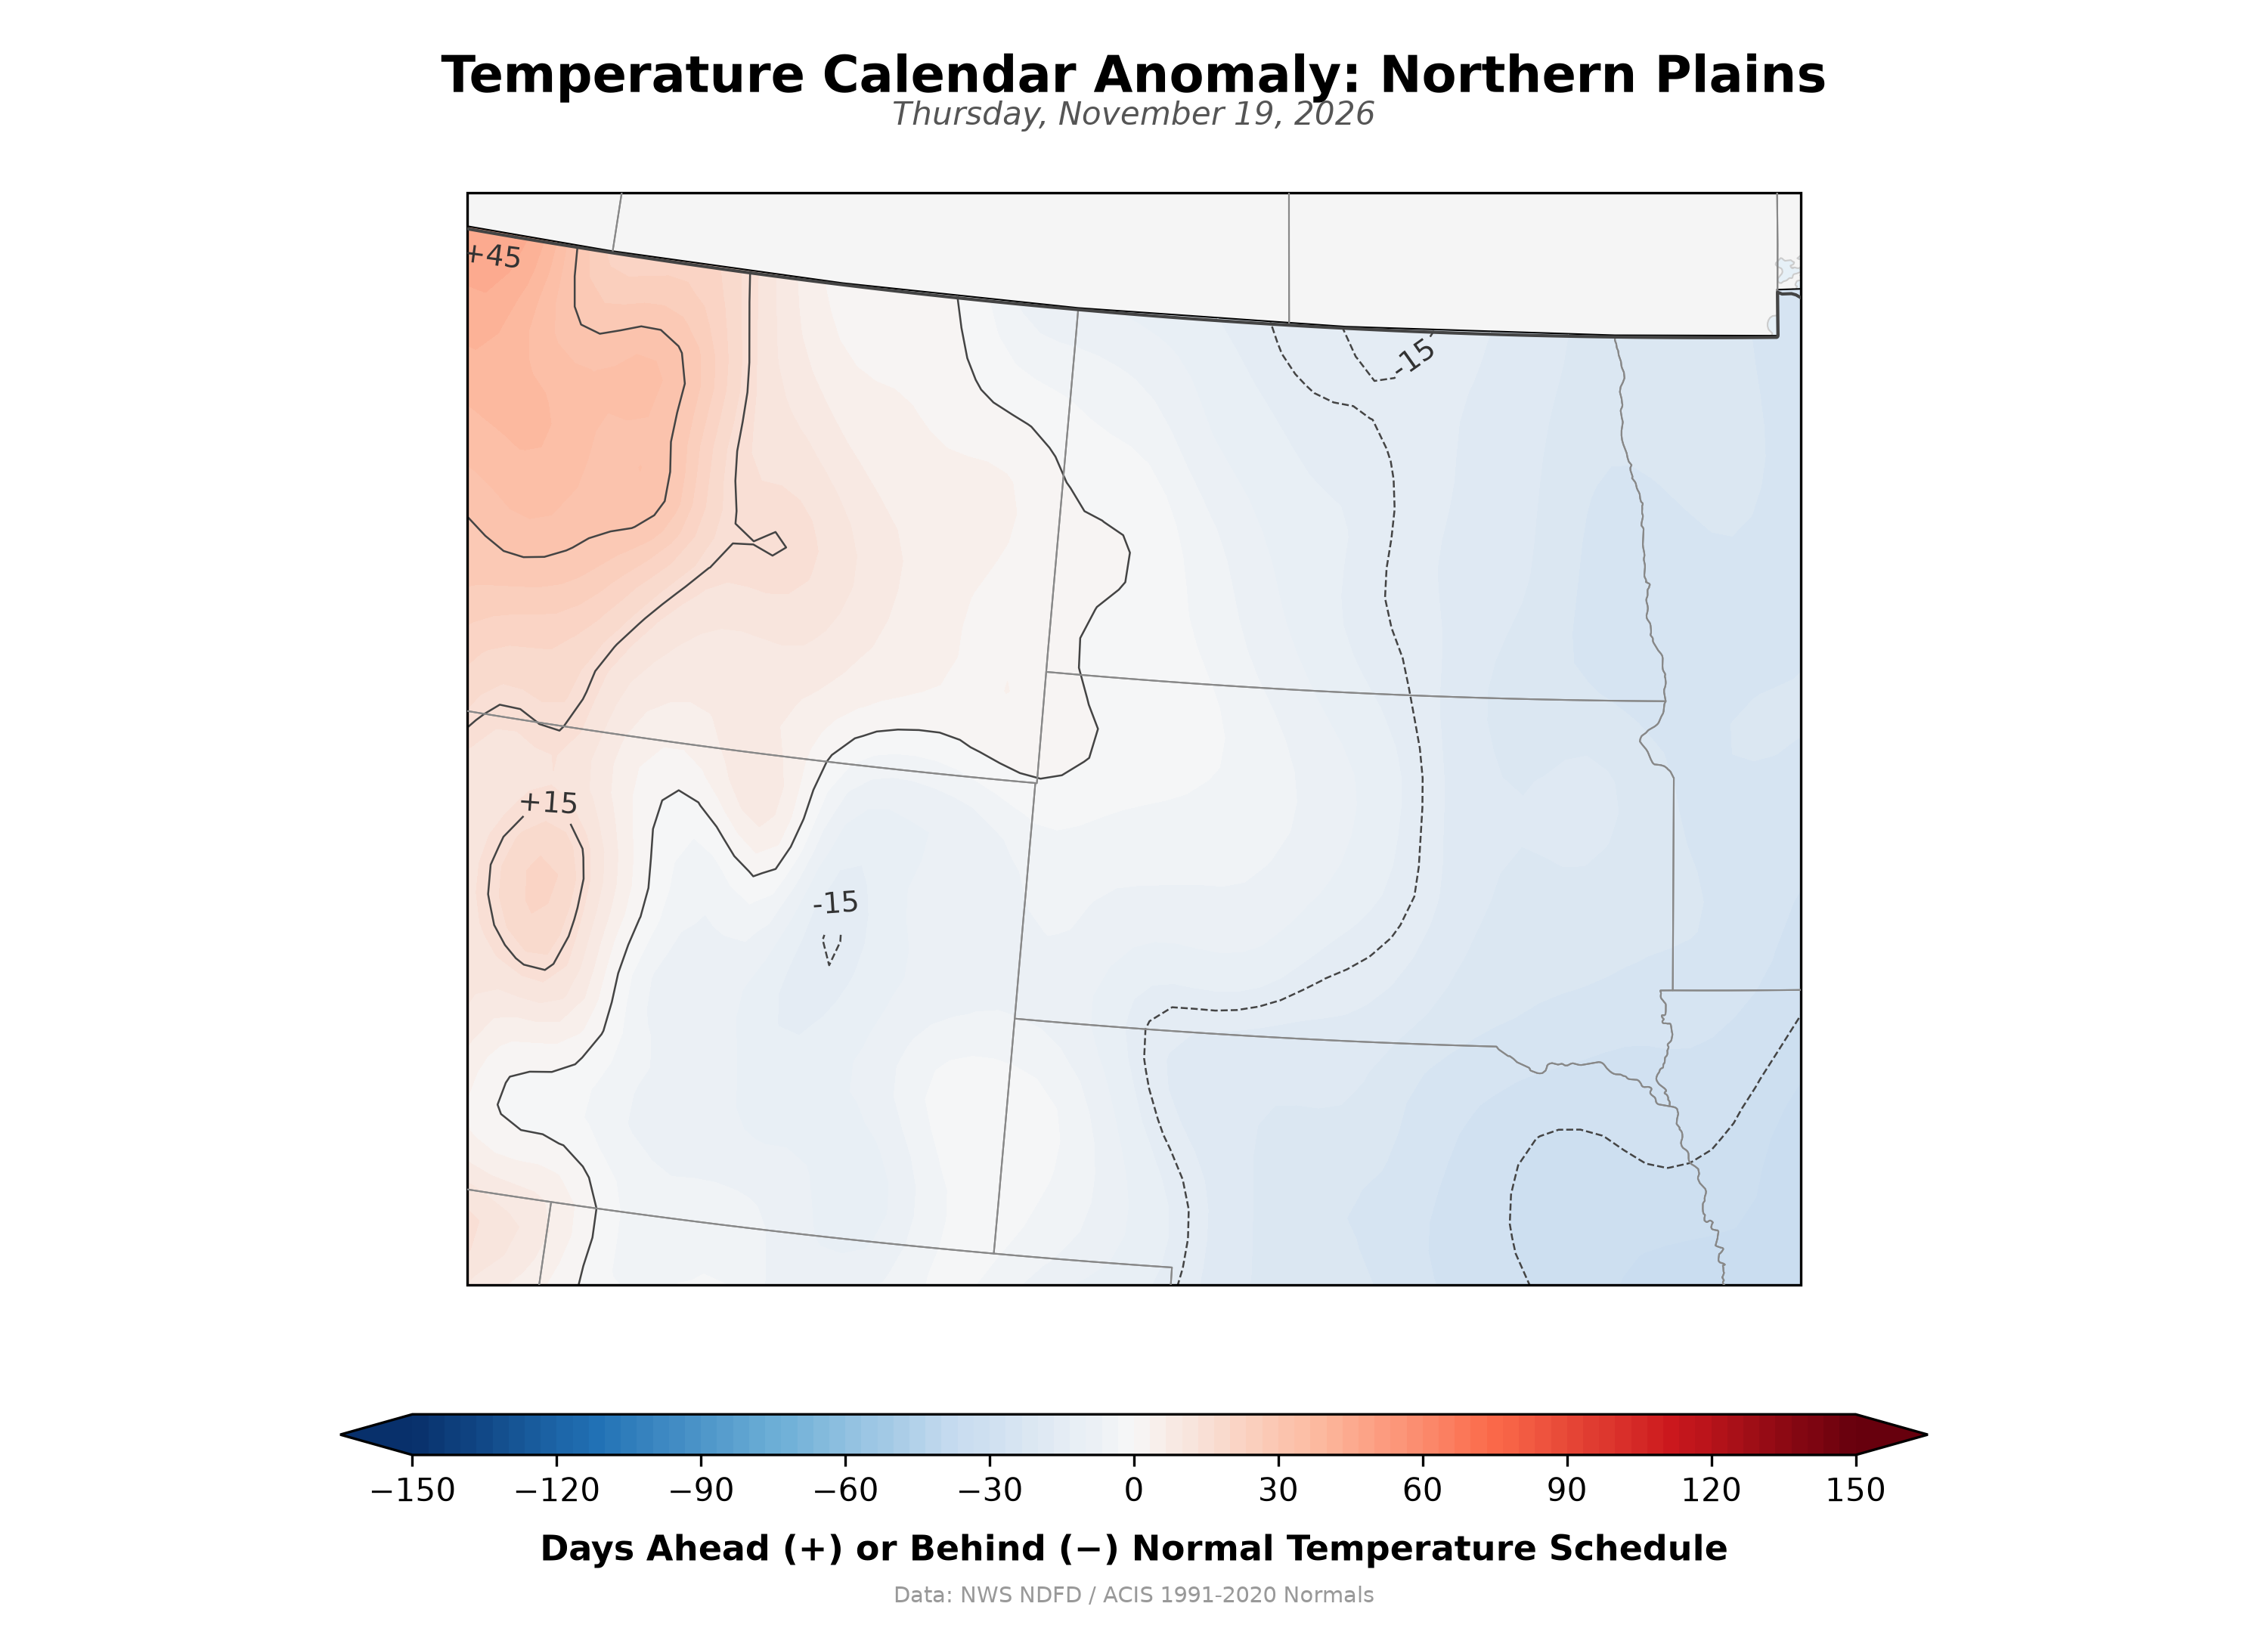 Temperature Calendar Anomaly: Northern Plains
Thursday, November 19, 2026
+45
-15
+15
-15
−150 −120 −90 −60 −30 0 30 60 90 120 150
Days Ahead (+) or Behind (−) Normal Temperature Schedule
Data: NWS NDFD / ACIS 1991-2020 Normals